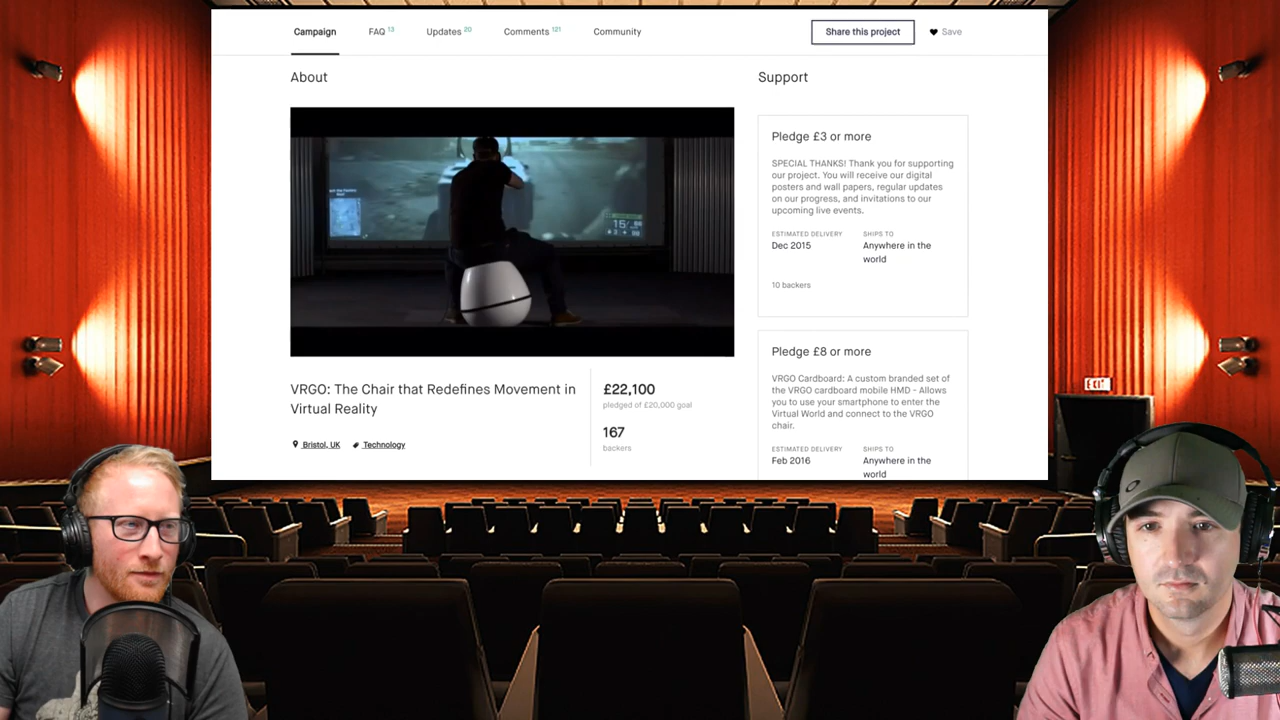 Campaign
FAQ 13
Updates 20
Comments 121
Community
Share this project
Save
About
Support
Pledge £3 or more
SPECIAL THANKS! Thank you for supporting
our project. You will receive our digital
posters and wall papers, regular updates
on our progress, and invitations to our
upcoming live events.
ESTIMATED DELIVERY
SHIPS TO
Dec 2015
Anywhere in the
world
10 backers
Pledge £8 or more
VRGO Cardboard: A custom branded set of
the VRGO cardboard mobile HMD - Allows
you to use your smartphone to enter the
Virtual World and connect to the VRGO
chair.
ESTIMATED DELIVERY
SHIPS TO
Feb 2016
Anywhere in the
world
VRGO: The Chair that Redefines Movement in
Virtual Reality
Bristol, UK
Technology
£22,100
pledged of £20,000 goal
167
backers
EXIT